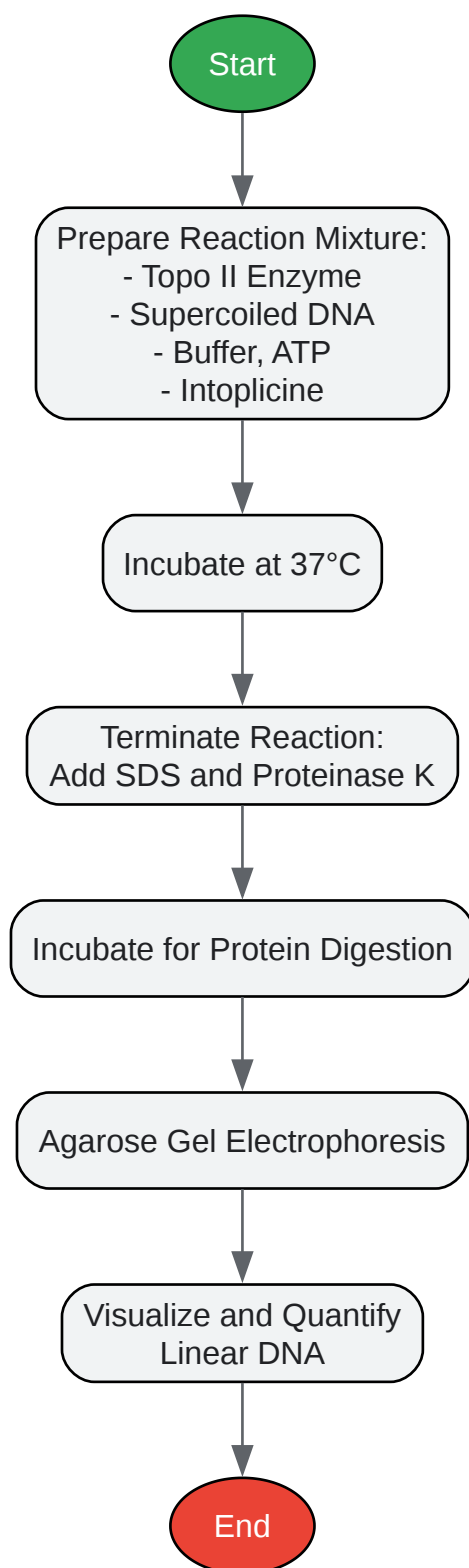 Start
Prepare Reaction Mixture:
- Topo II Enzyme
- Supercoiled DNA
- Buffer, ATP
- Intoplicine
Incubate at 37°C
Terminate Reaction:
Add SDS and Proteinase K
Incubate for Protein Digestion
Agarose Gel Electrophoresis
Visualize and Quantify
Linear DNA
End